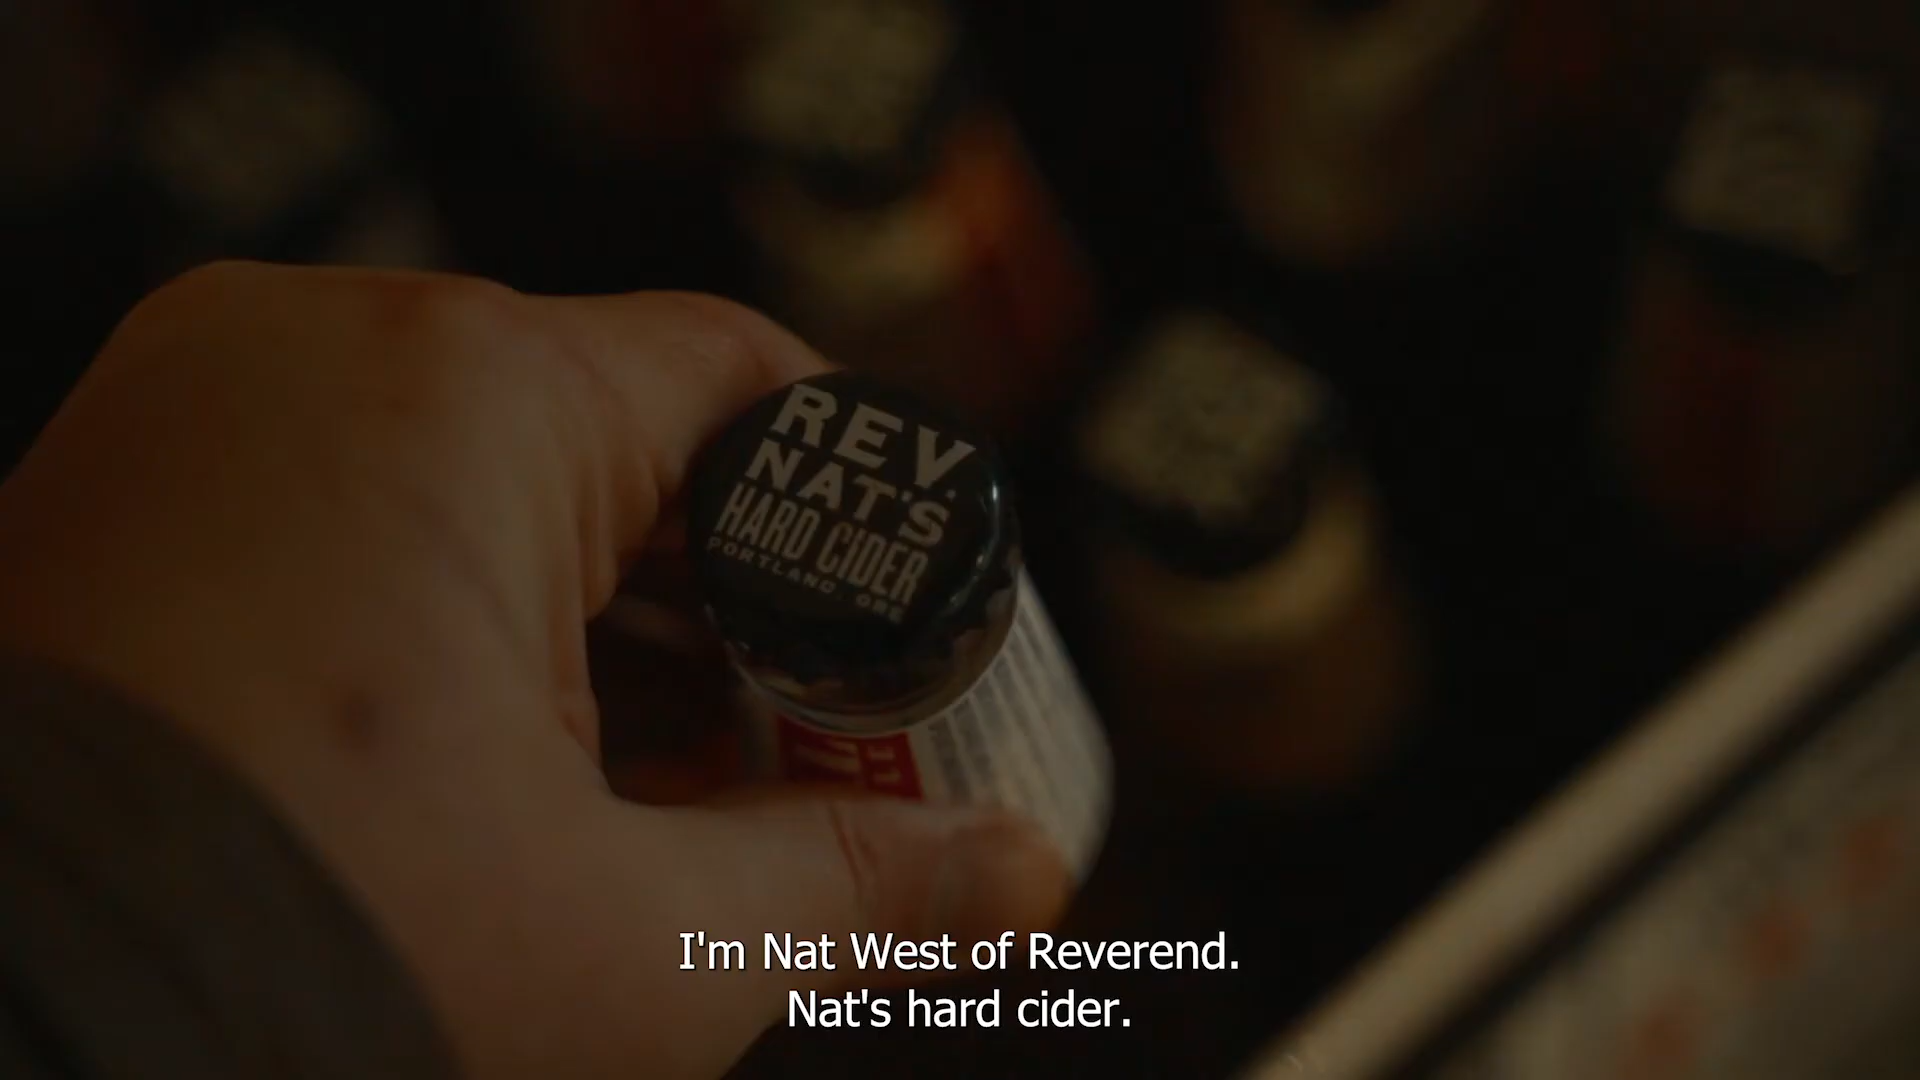 REV.
NAT'S
HARD CIDER
PORTLAND, ORE
I'm Nat West of Reverend.
Nat's hard cider.